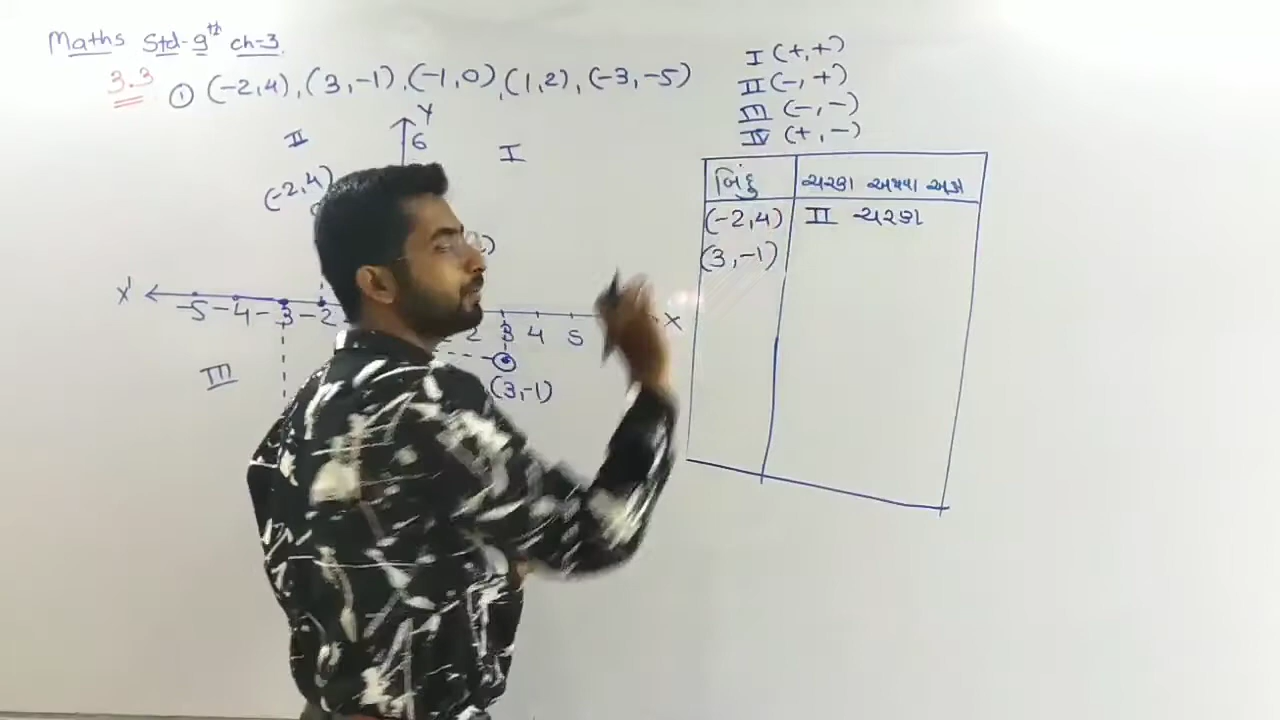 Maths Std-9th ch-3.
3.3 ① (-2,4), (3,-1), (-1,0), (1,2), (-3,-5)
I (+,+)
II (-,+)
III (-,-)
IV (+,-)
Y
6
II
I
(-2,4)
X' -5 -4 -3 -2
2 3 4 5 X
III
(3,-1)
બિંદુ ચરણ અથવા અક્ષ
(-2,4) II ચરણ
(3,-1)